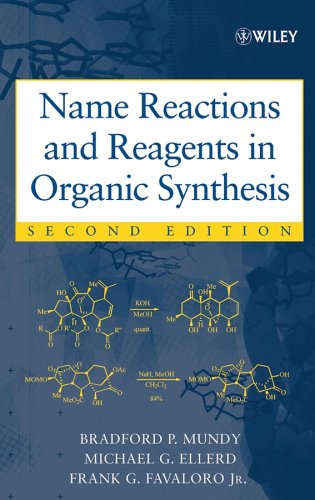 WILEY
Name Reactions
and Reagents in
Organic Synthesis
SECOND EDITION
KOH
MeOH
quant.
NaH, MeOH
CH2Cl2
84%
BRADFORD P. MUNDY
MICHAEL G. ELLERD
FRANK G. FAVALORO JR.